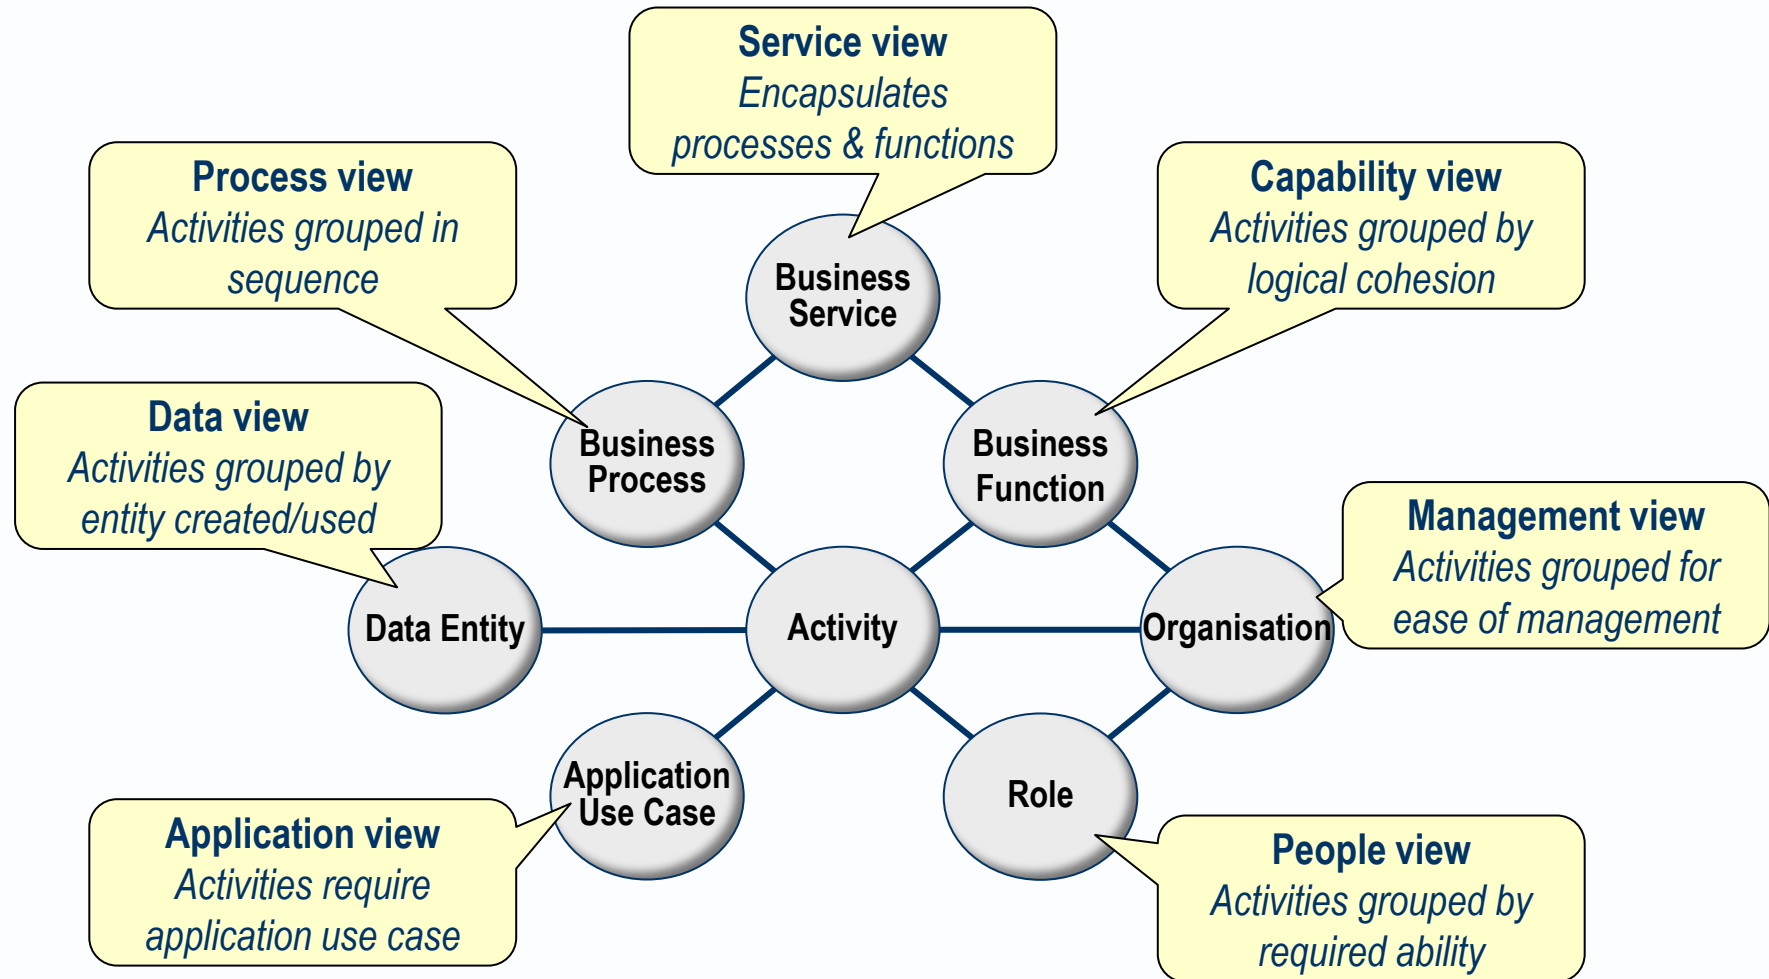 Service view
Encapsulates
processes & functions
Process view
Activities grouped in
sequence
Capability view
Activities grouped by
logical cohesion
Business
Service
Data view
Activities grouped by
entity created/used
Business
Process
Business
Function
Management view
Activities grouped for
ease of management
Data Entity
Activity
Organisation
Application
Use Case
Role
Application view
Activities require
application use case
People view
Activities grouped by
required ability